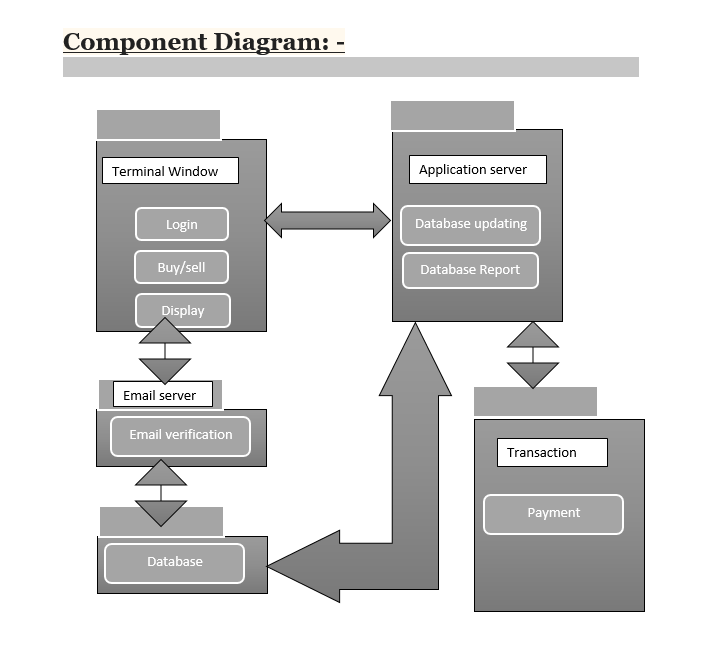 Component Diagram: -
Terminal Window
Login
Buy/sell
Display
Application server
Database updating
Database Report
Email server
Email verification
Database
Transaction
Payment